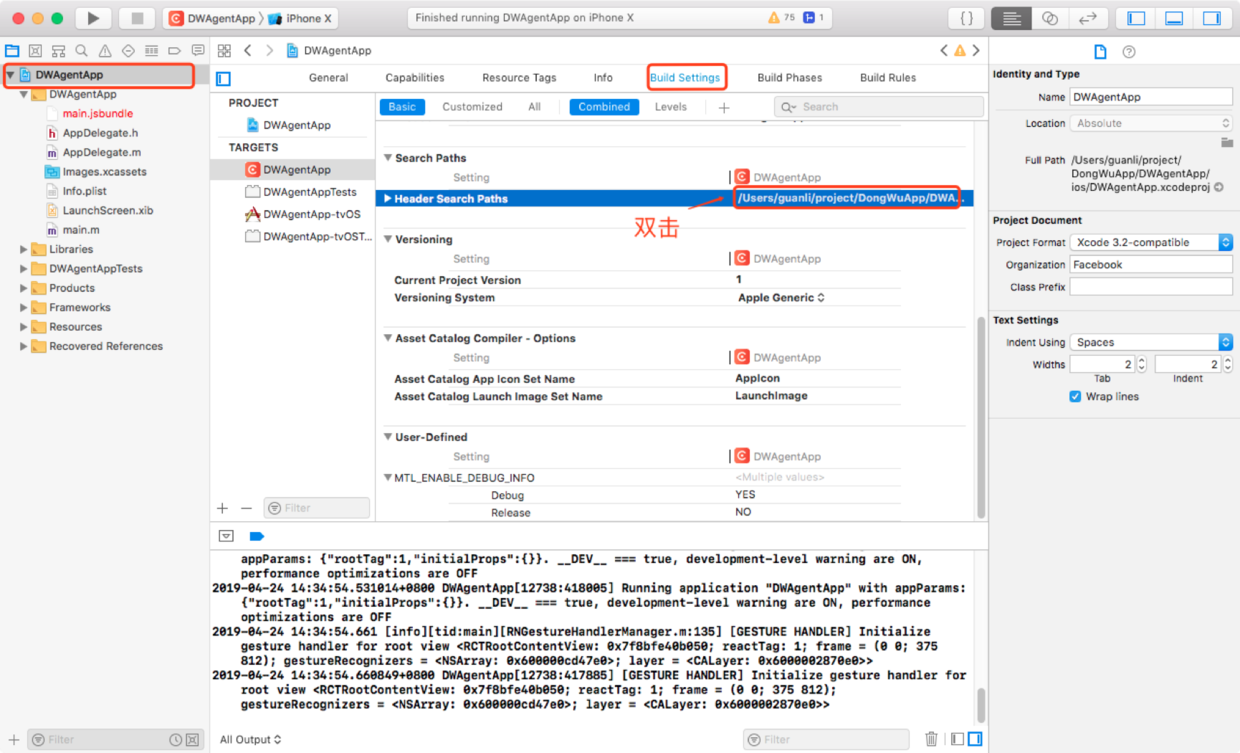 DWAgentApp
iPhone X
Finished running DWAgentApp on iPhone X
75
1
{}
DWAgentApp
DWAgentApp
DWAgentApp
main.jsbundle
AppDelegate.h
AppDelegate.m
Images.xcassets
Info.plist
LaunchScreen.xib
main.m
Libraries
DWAgentAppTests
Products
Frameworks
Resources
Recovered References
Filter
General
Capabilities
Resource Tags
Info
Build Settings
Build Phases
Build Rules
PROJECT
DWAgentApp
TARGETS
DWAgentApp
DWAgentAppTests
DWAgentApp-tvOS
DWAgentApp-tvOST...
Filter
Basic
Customized
All
Combined
Levels
+
Search
Search Paths
Setting
DWAgentApp
Header Search Paths
/Users/guanli/project/DongWuApp/DWA...
双击
Versioning
Setting
DWAgentApp
Current Project Version
1
Versioning System
Apple Generic
Asset Catalog Compiler - Options
Setting
DWAgentApp
Asset Catalog App Icon Set Name
AppIcon
Asset Catalog Launch Image Set Name
LaunchImage
User-Defined
Setting
DWAgentApp
MTL_ENABLE_DEBUG_INFO
<Multiple values>
Debug
YES
Release
NO
appParams: {"rootTag":1,"initialProps":{}}. __DEV__ === true, development-level warning are ON,
performance optimizations are OFF
2019-04-24 14:34:54.531014+0800 DWAgentApp[12738:418005] Running application "DWAgentApp" with appParams:
{"rootTag":1,"initialProps":{}}. __DEV__ === true, development-level warning are ON, performance
optimizations are OFF
2019-04-24 14:34:54.661 [info][tid:main][RNGestureHandlerManager.m:135] [GESTURE HANDLER] Initialize
gesture handler for root view <RCTRootContentView: 0x7f8bfe40b050; reactTag: 1; frame = (0 0; 375
812); gestureRecognizers = <NSArray: 0x600000cd47e0>; layer = <CALayer: 0x6000002870e0>>
2019-04-24 14:34:54.660849+0800 DWAgentApp[12738:417885] [GESTURE HANDLER] Initialize gesture handler for
root view <RCTRootContentView: 0x7f8bfe40b050; reactTag: 1; frame = (0 0; 375 812);
gestureRecognizers = <NSArray: 0x600000cd47e0>; layer = <CALayer: 0x6000002870e0>>
All Output
Filter
Identity and Type
Name
DWAgentApp
Location
Absolute
Full Path
/Users/guanli/project/
DongWuApp/DWAgentApp/
ios/DWAgentApp.xcodeproj
Project Document
Project Format
Xcode 3.2-compatible
Organization
Facebook
Class Prefix
Text Settings
Indent Using
Spaces
Widths
2
2
Tab
Indent
Wrap lines